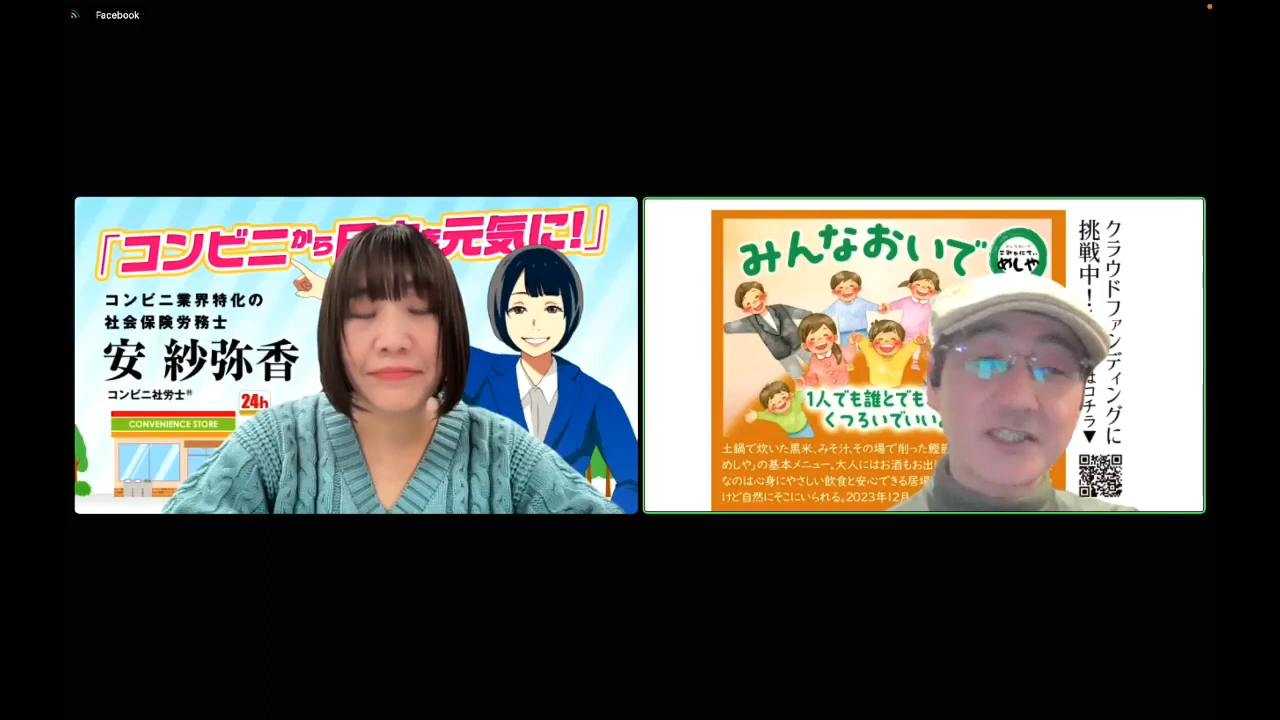 Facebook
「コンビニから日本を元気に!」
コンビニ業界特化の
社会保険労務士
安 紗弥香
コンビニ社労士®
24h
CONVENIENCE STORE
みんなおいで
めしや
1人でも誰とでも
くつろいでいい
土鍋で炊いた黒米、みそ汁、その場で削った鰹節
めしや」の基本メニュー。大人にはお酒もお出
なのは心身にやさしい飲食と安心できる居場
けど自然にそこにいられる。2023年12月
クラウドファンディングに
挑戦中!
はコチラ▼